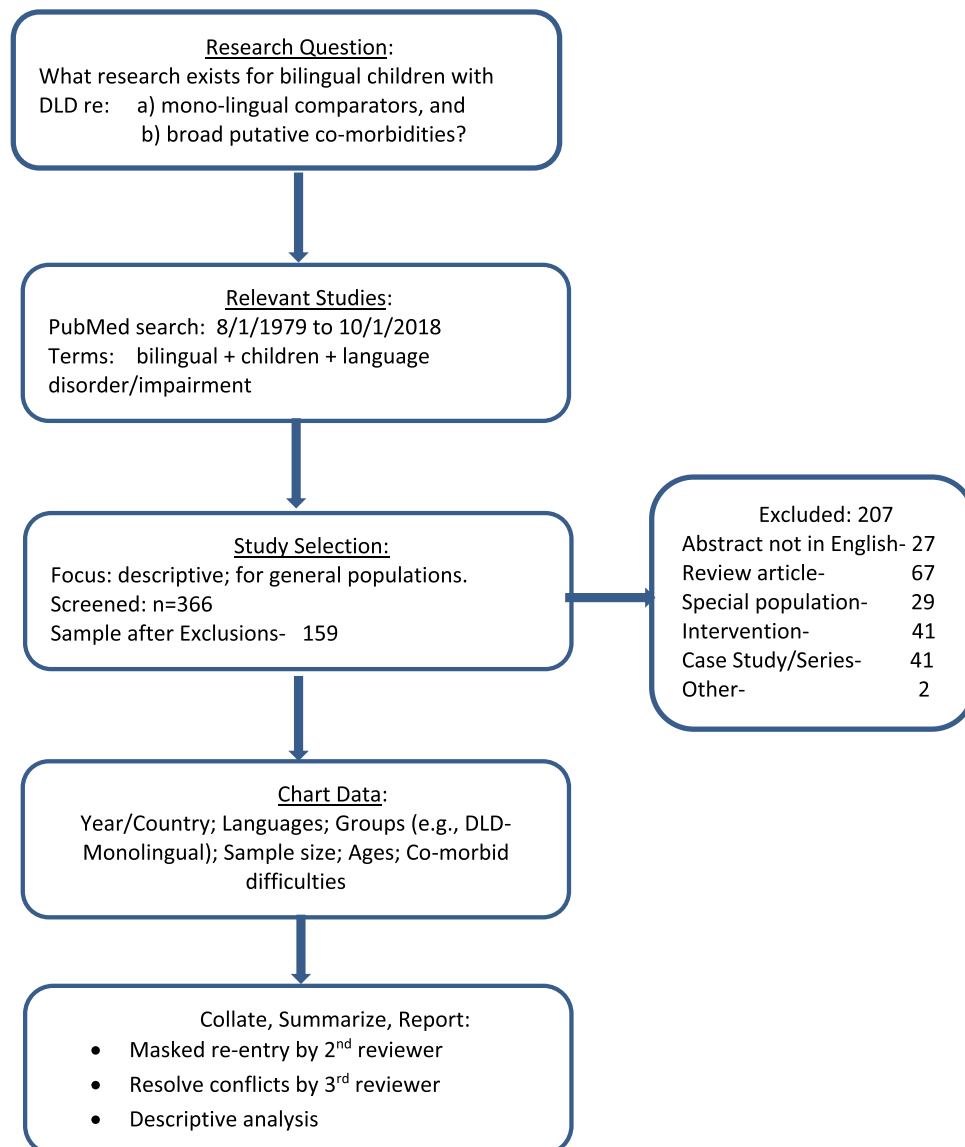 Research Question:
What research exists for bilingual children with
DLD re: a) mono-lingual comparators, and
b) broad putative co-morbidities?
Relevant Studies:
PubMed search: 8/1/1979 to 10/1/2018
Terms: bilingual + children + language
disorder/impairment
Study Selection:
Focus: descriptive; for general populations.
Screened: n=366
Sample after Exclusions- 159
Excluded: 207
Abstract not in English- 27
Review article- 67
Special population- 29
Intervention- 41
Case Study/Series- 41
Other- 2
Chart Data:
Year/Country; Languages; Groups (e.g., DLD-
Monolingual); Sample size; Ages; Co-morbid
difficulties
Collate, Summarize, Report:
• Masked re-entry by 2nd reviewer
• Resolve conflicts by 3rd reviewer
• Descriptive analysis